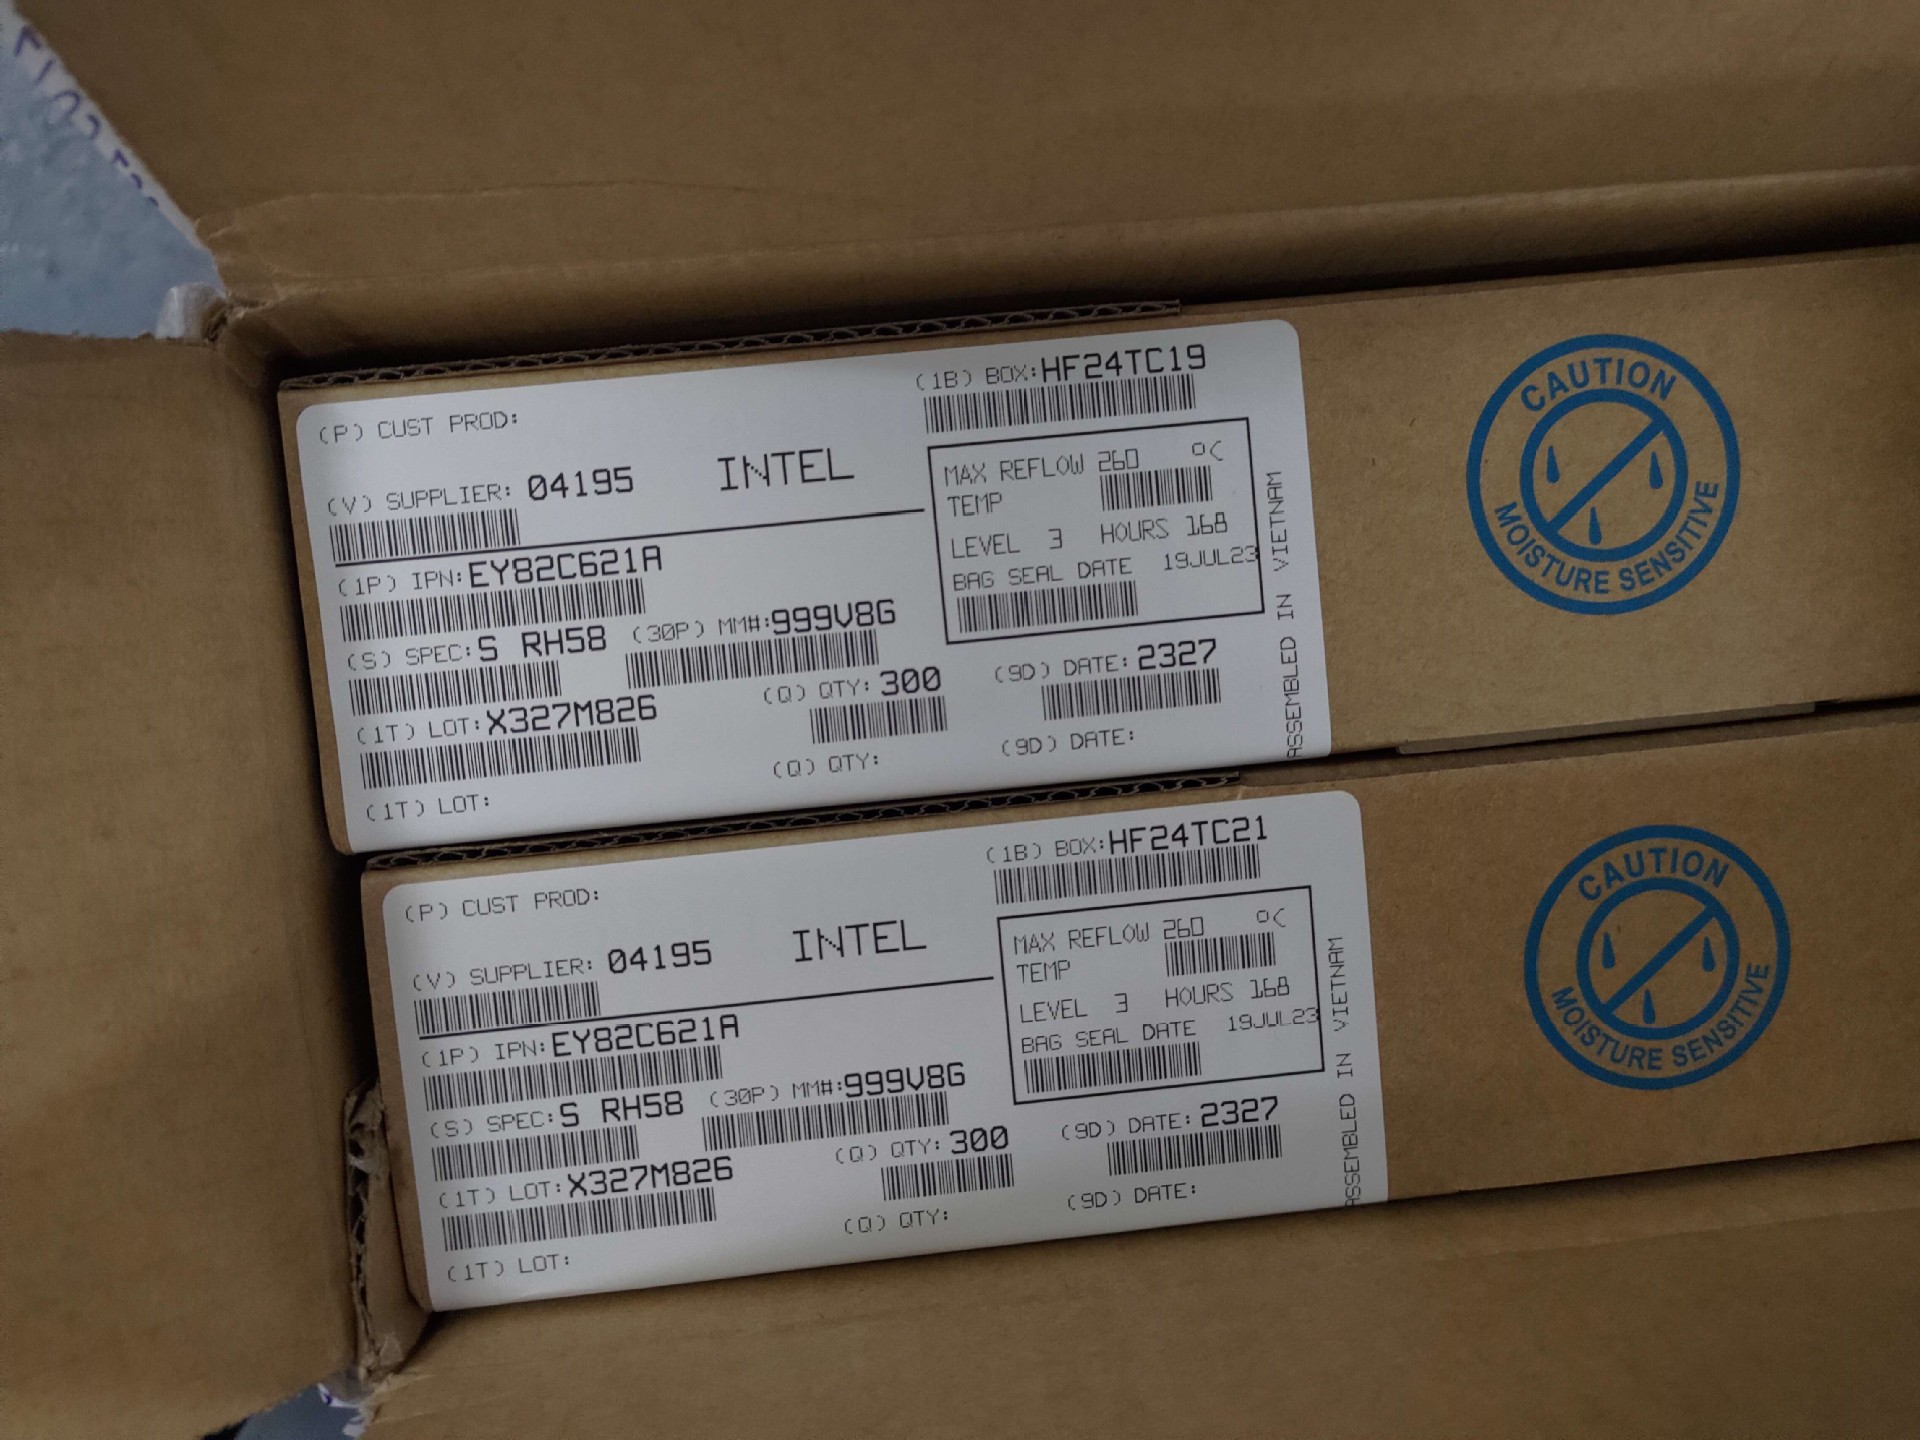 (1B) BOX:HF24TC19
(P) CUST PROD:
(V) SUPPLIER: 04195 INTEL
MAX REFLOW 260 °C
TEMP
LEVEL 3 HOURS 168
BAG SEAL DATE 19JUL23
(1P) IPN:EY82C621A
(S) SPEC:S RH58 (30P) MM#:999V8G
(1T) LOT:X327M826 (Q) QTY: 300 (9D) DATE: 2327
(1T) LOT: (Q) QTY: (9D) DATE:
ASSEMBLED IN VIETNAM
CAUTION
MOISTURE SENSITIVE
(1B) BOX:HF24TC21
(P) CUST PROD:
(V) SUPPLIER: 04195 INTEL
MAX REFLOW 260 °C
TEMP
LEVEL 3 HOURS 168
BAG SEAL DATE 19JUL23
(1P) IPN:EY82C621A
(S) SPEC:S RH58 (30P) MM#:999V8G
(1T) LOT:X327M826 (Q) QTY: 300 (9D) DATE: 2327
(1T) LOT: (Q) QTY: (9D) DATE:
ASSEMBLED IN VIETNAM
CAUTION
MOISTURE SENSITIVE